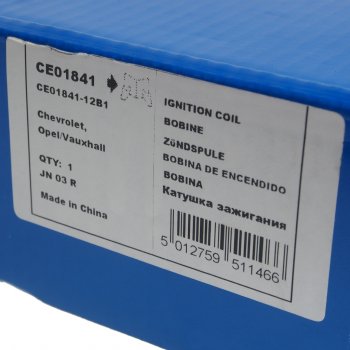 CE01841
CE01841-12B1
Chevrolet,
Opel/Vauxhall
QTY: 1
JN 03 R
Made in China
IGNITION COIL
BOBINE
ZüNDSPULE
BOBINA DE ENCENDIDO
BOBINA
Катушка зажигания
5 012759 511466